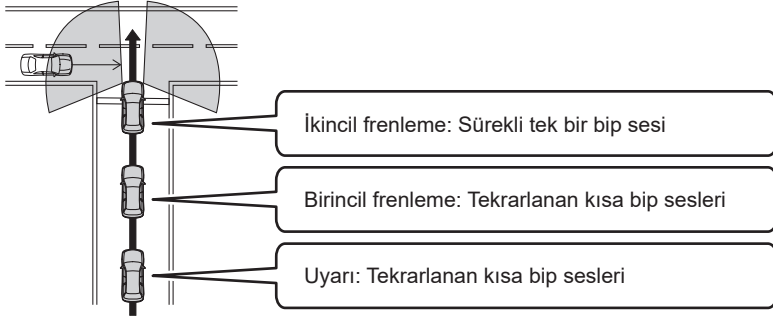 İkincil frenleme: Sürekli tek bir bip sesi
Birincil frenleme: Tekrarlanan kısa bip sesleri
Uyarı: Tekrarlanan kısa bip sesleri